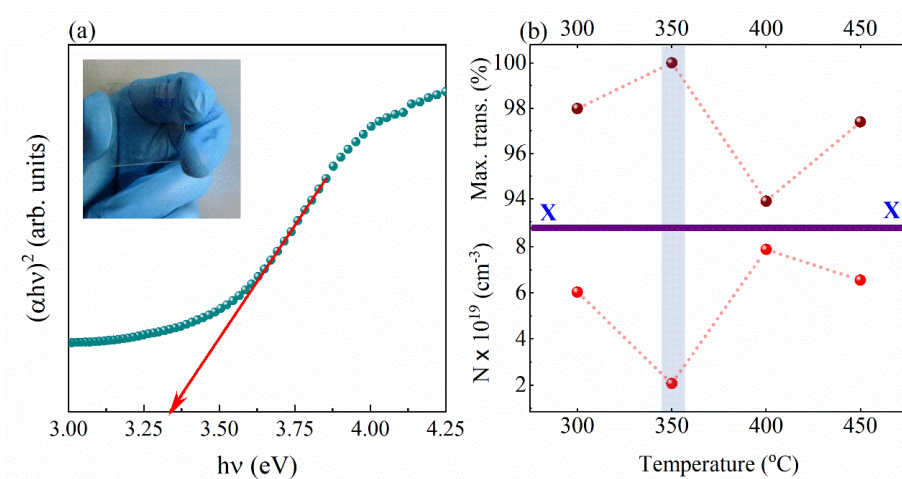 (a)
(αhν)² (arb. units)
3.00 3.25 3.50 3.75 4.00 4.25
hν (eV)
(b)
300 350 400 450
Max. trans. (%)
100
98
96
94
X X
N x 10¹⁹ (cm⁻³)
8
6
4
2
300 350 400 450
Temperature (ºC)